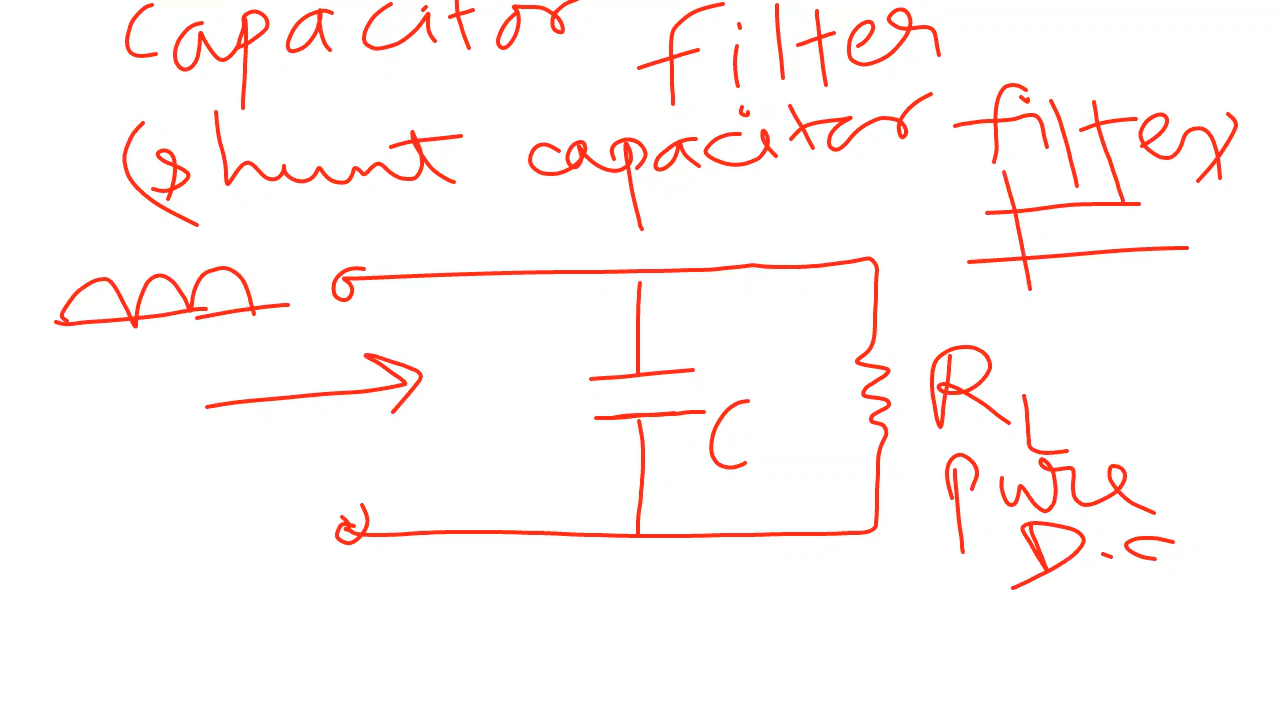 Capacitor Filter
(shunt capacitor filter)
C
RL
Pure
D.C